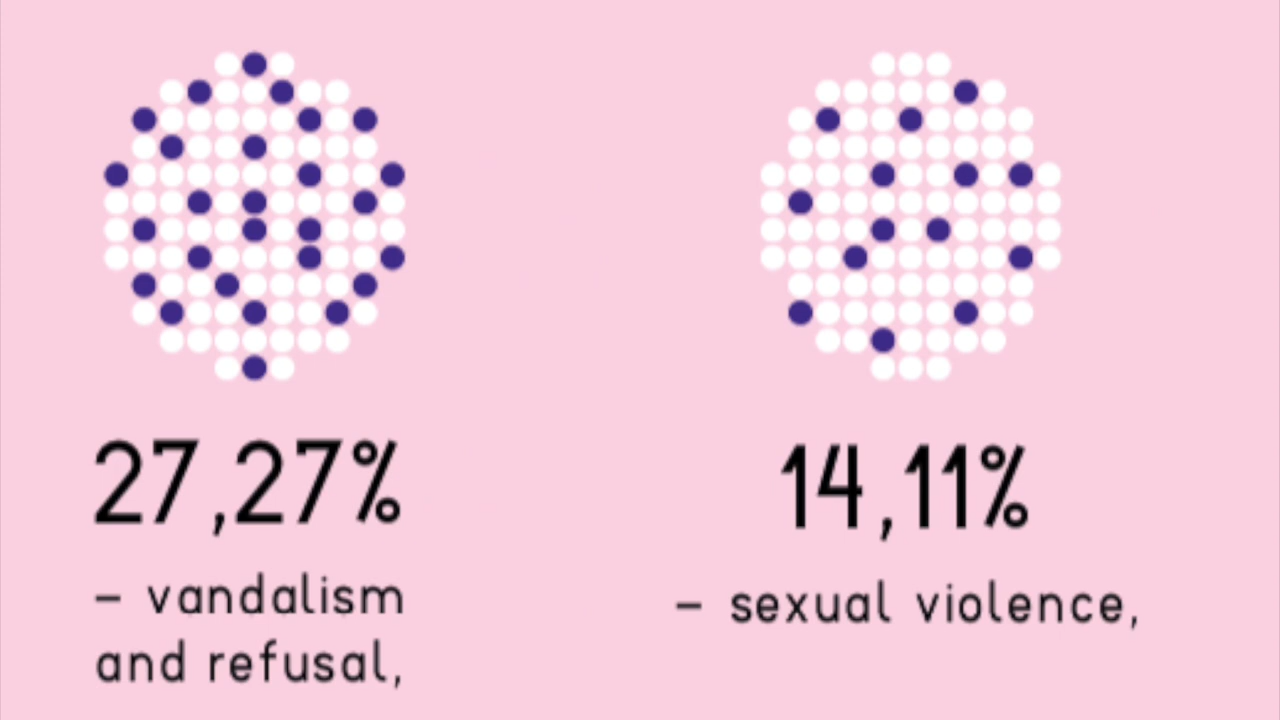 27,27%
– vandalism
and refusal,
14,11%
– sexual violence,